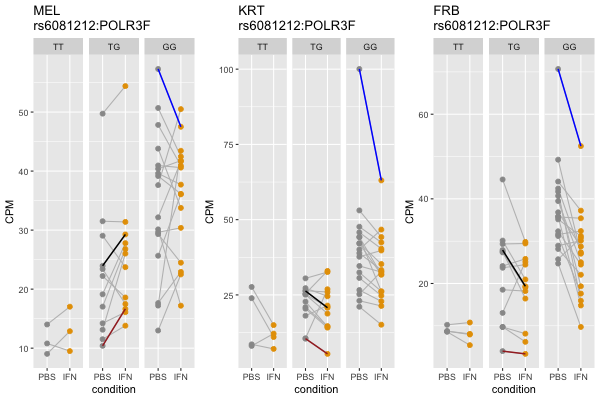 MEL
rs6081212:POLR3F
TT TG GG
CPM
50
40
30
20
10
PBS IFN PBS IFN PBS IFN
condition
KRT
rs6081212:POLR3F
TT TG GG
CPM
100
75
50
25
PBS IFN PBS IFN PBS IFN
condition
FRB
rs6081212:POLR3F
TT TG GG
CPM
60
40
20
PBS IFN PBS IFN PBS IFN
condition